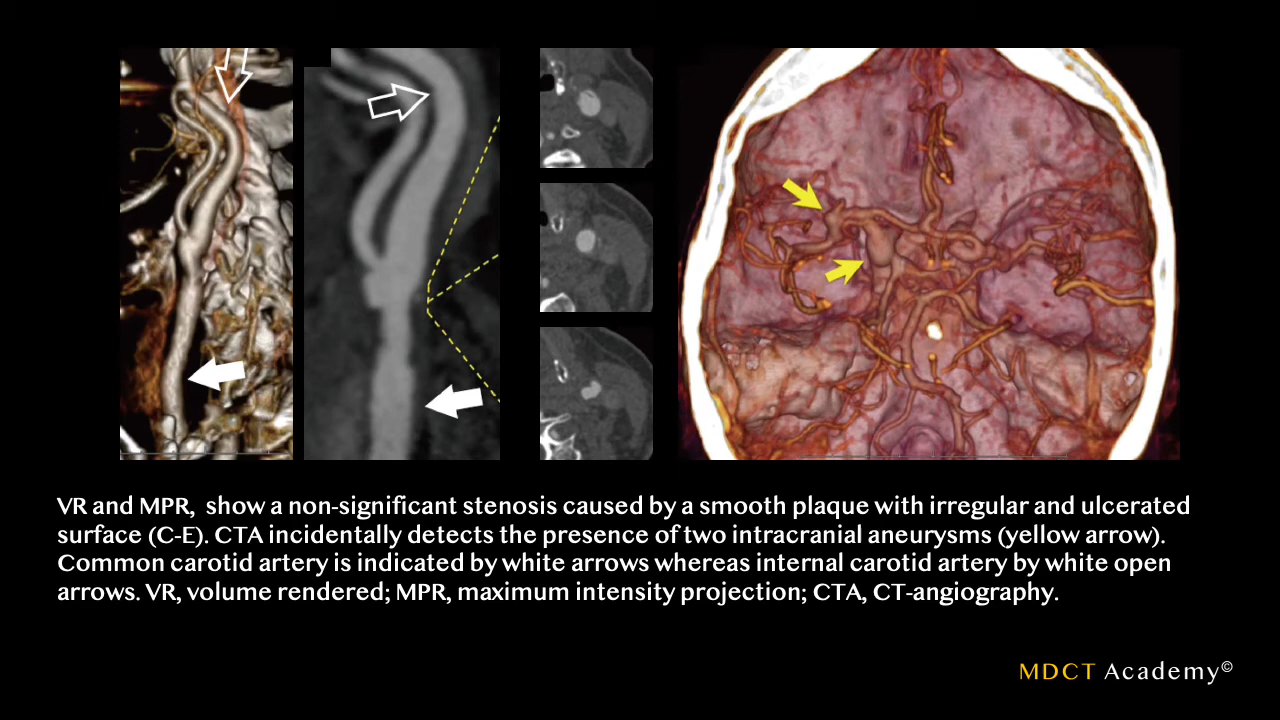 VR and MPR,  show a non-significant stenosis caused by a smooth plaque with irregular and ulcerated
surface (C-E). CTA incidentally detects the presence of two intracranial aneurysms (yellow arrow).
Common carotid artery is indicated by white arrows whereas internal carotid artery by white open
arrows. VR, volume rendered; MPR, maximum intensity projection; CTA, CT-angiography.
MDCT Academy©